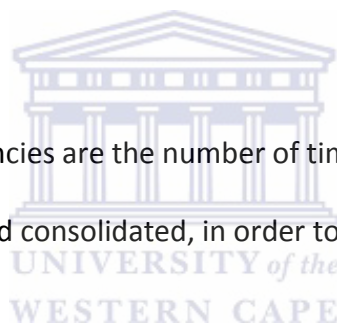 ncies are the number of tim
d consolidated, in order to
UNIVERSITY of the
WESTERN CAPE